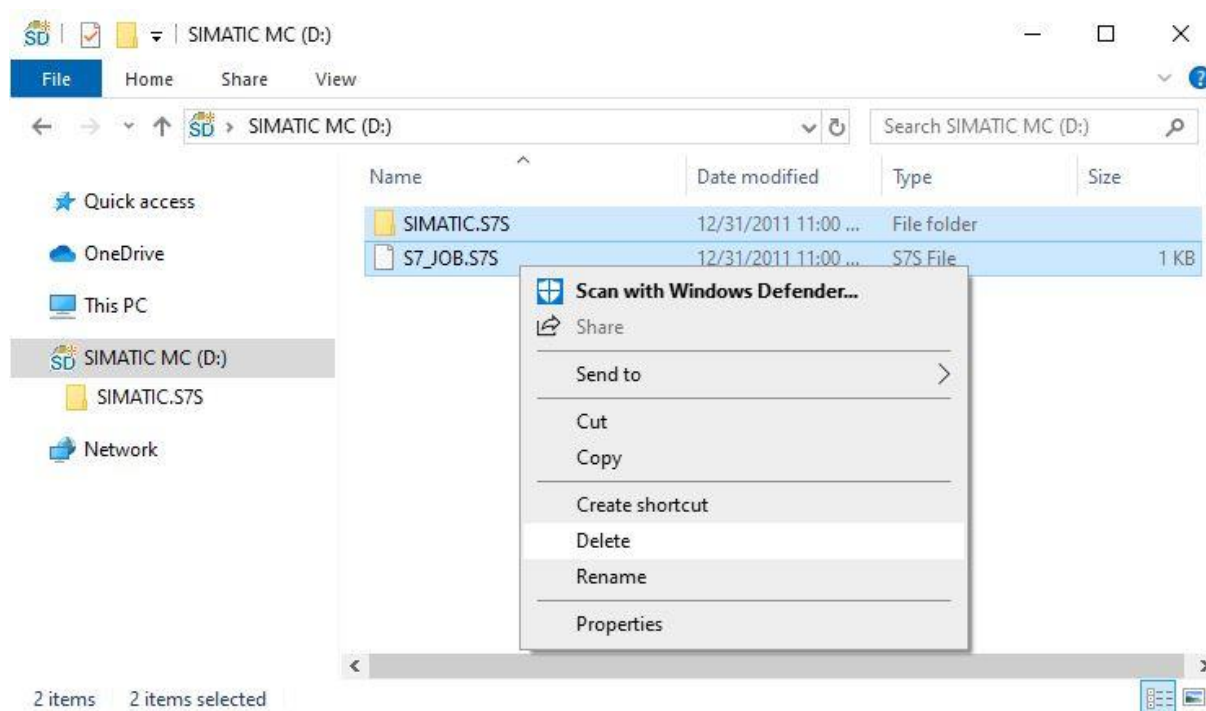 SD SIMATIC MC (D:)
File Home Share View
SD SIMATIC MC (D:) Search SIMATIC MC (D:)
Name Date modified Type Size
Quick access
OneDrive
This PC
SD SIMATIC MC (D:)
SIMATIC.S7S
Network
SIMATIC.S7S 12/31/2011 11:00 ... File folder
S7_JOB.S7S 12/31/2011 11:00 ... S7S File 1 KB
Scan with Windows Defender...
Share
Send to
Cut
Copy
Create shortcut
Delete
Rename
Properties
2 items 2 items selected